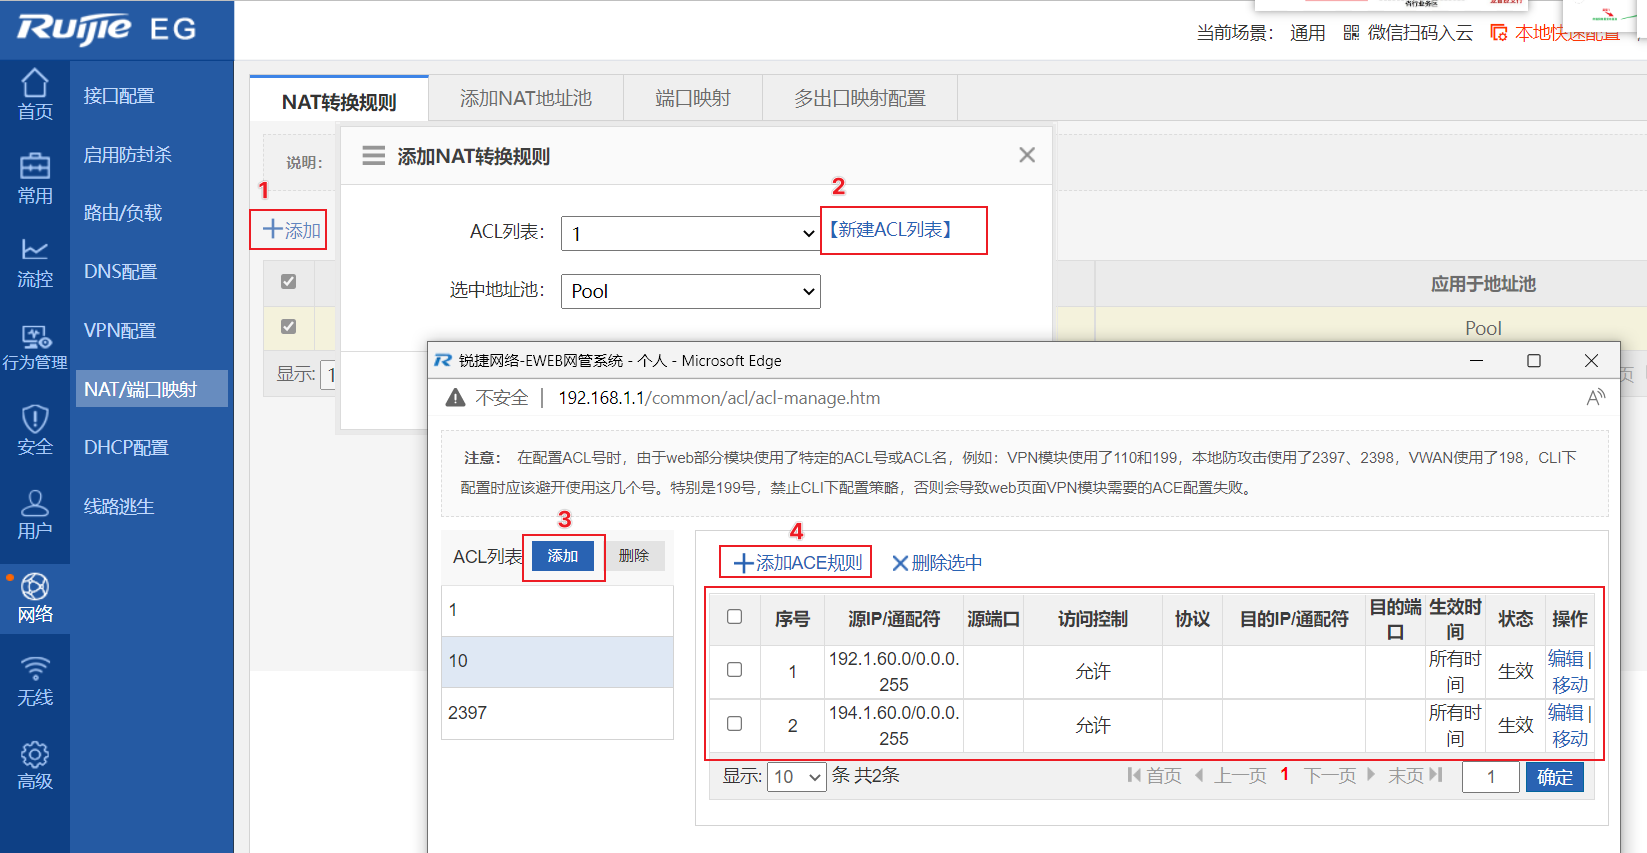 Ruijie EG
省行业务区
当前场景： 通用 微信扫码入云 本地快速配置
首页
常用
流控
行为管理
安全
用户
网络
无线
高级
接口配置
启用防封杀
路由/负载
DNS配置
VPN配置
NAT/端口映射
DHCP配置
线路逃生
NAT转换规则 添加NAT地址池 端口映射 多出口映射配置
说明：
1
添加
添加NAT转换规则
2
ACL列表： 1 【新建ACL列表】
选中地址池： Pool
应用于地址池
Pool
显示: 1
页
锐捷网络-EWEB网管系统 - 个人 - Microsoft Edge
不安全 192.168.1.1/common/acl/acl-manage.htm
注意： 在配置ACL号时，由于web部分模块使用了特定的ACL号或ACL名，例如：VPN模块使用了110和199，本地防攻击使用了2397、2398，VWAN使用了198，CLI下
配置时应该避开使用这几个号。特别是199号，禁止CLI下配置策略，否则会导致web页面VPN模块需要的ACE配置失败。
3
ACL列表 添加 删除
1
10
2397
4
添加ACE规则 删除选中
序号 源IP/通配符 源端口 访问控制 协议 目的IP/通配符 目的端口 生效时间 状态 操作
1 192.1.60.0/0.0.0.255 允许 所有时间 生效 编辑 | 移动
2 194.1.60.0/0.0.0.255 允许 所有时间 生效 编辑 | 移动
显示: 10 条 共2条 首页 上一页 1 下一页 末页 1 确定